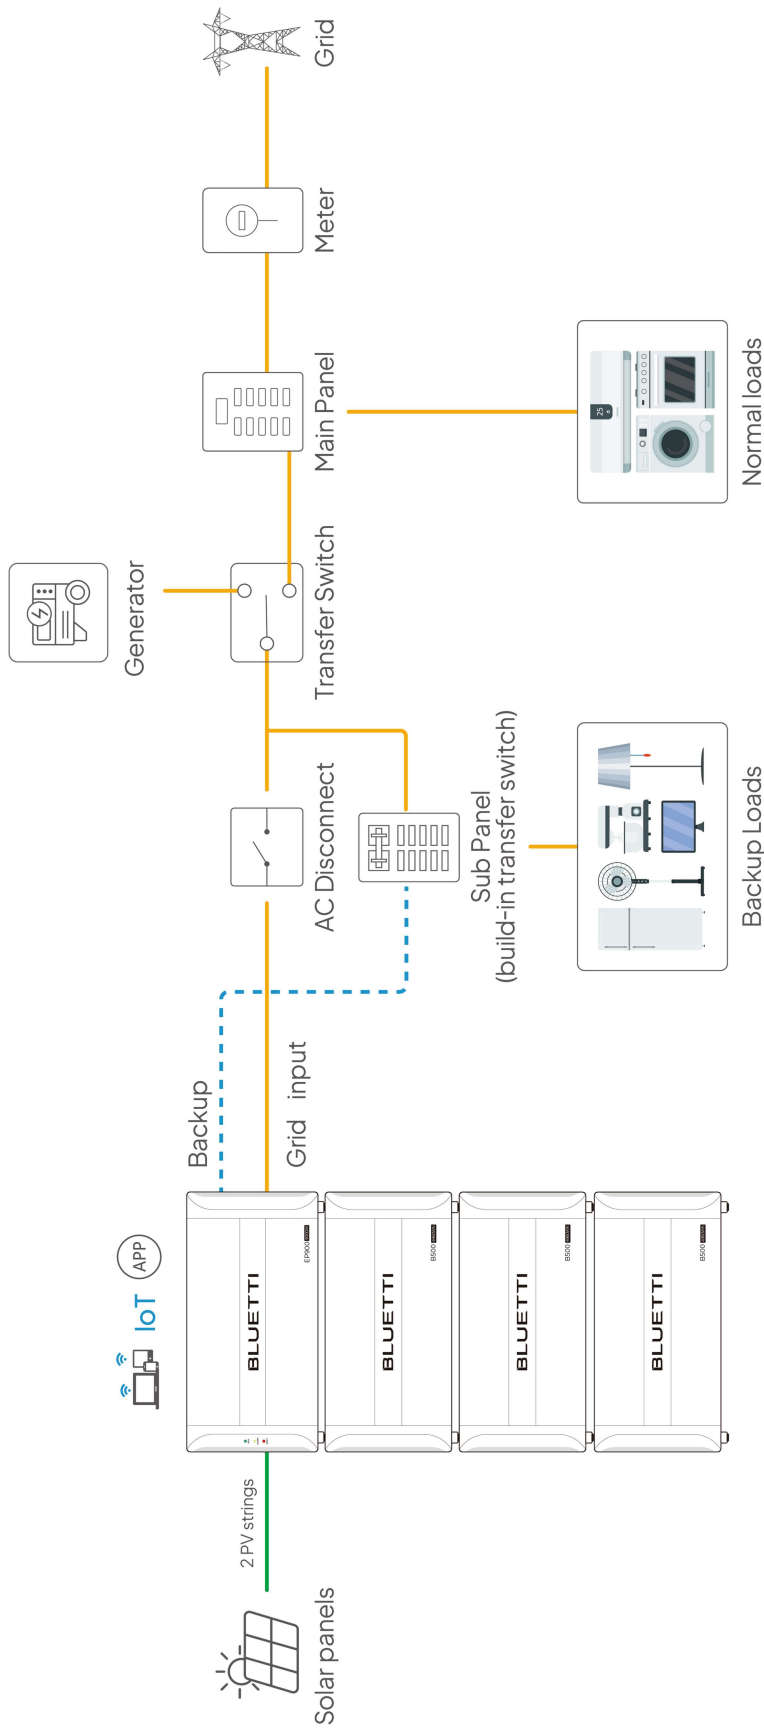 Solar panels
2 PV strings
IoT
APP
BLUETTI
EP900
BLUETTI
B500
BLUETTI
B500
BLUETTI
B500
Backup
Grid input
AC Disconnect
Sub Panel
(build-in transfer switch)
Backup Loads
Generator
Transfer Switch
Main Panel
25
Normal loads
Meter
Grid